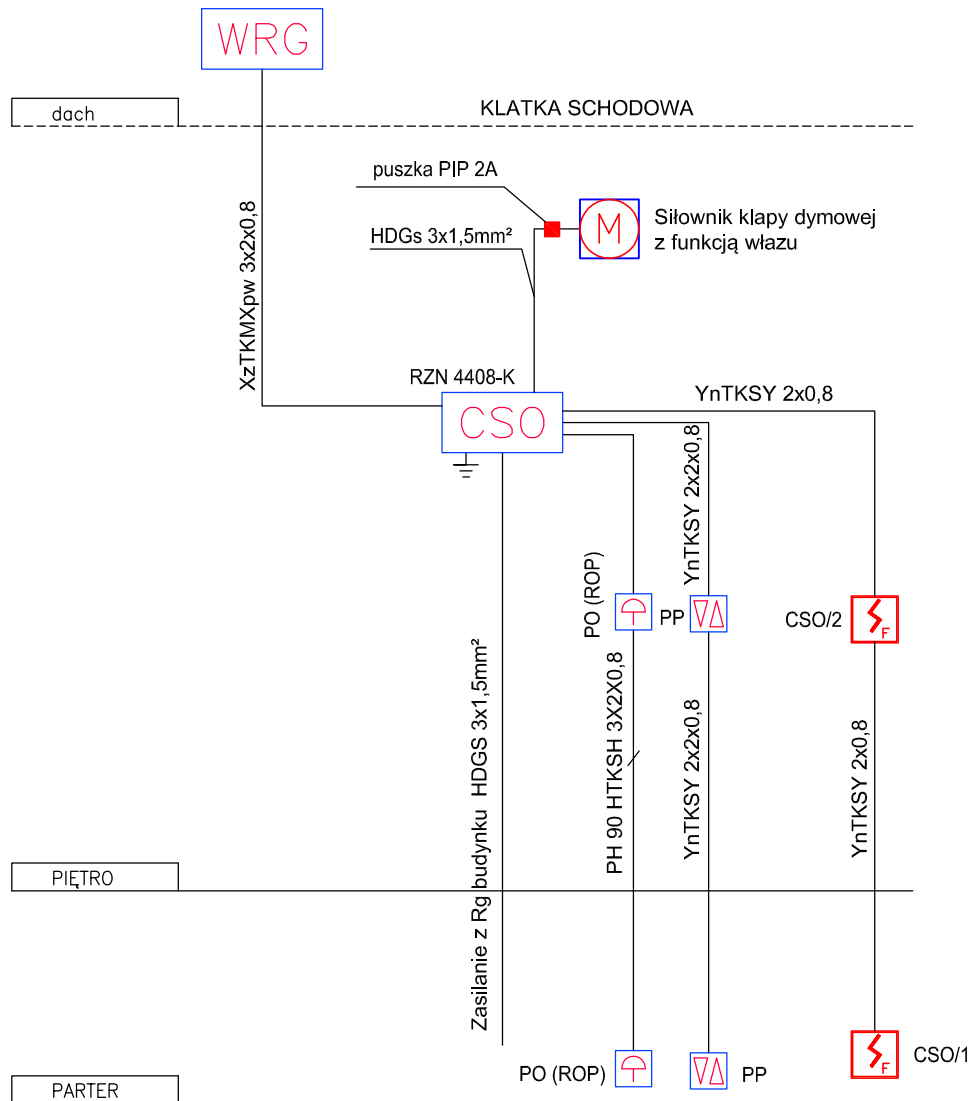 WRG
dach
KLATKA SCHODOWA
puszka PIP 2A
Siłownik klapy dymowej
z funkcją włazu
M
HDGs 3x1,5mm²
XzTKMXpw 3x2x0,8
RZN 4408-K
CSO
YnTKSY 2x0,8
YnTKSY 2x2x0,8
PO (ROP)
PP
CSO/2
F
Zasilanie z Rg budynku HDGS 3x1,5mm²
PH 90 HTKSH 3X2X0,8
YnTKSY 2x2x0,8
YnTKSY 2x0,8
PIĘTRO
PO (ROP)
PP
CSO/1
F
PARTER